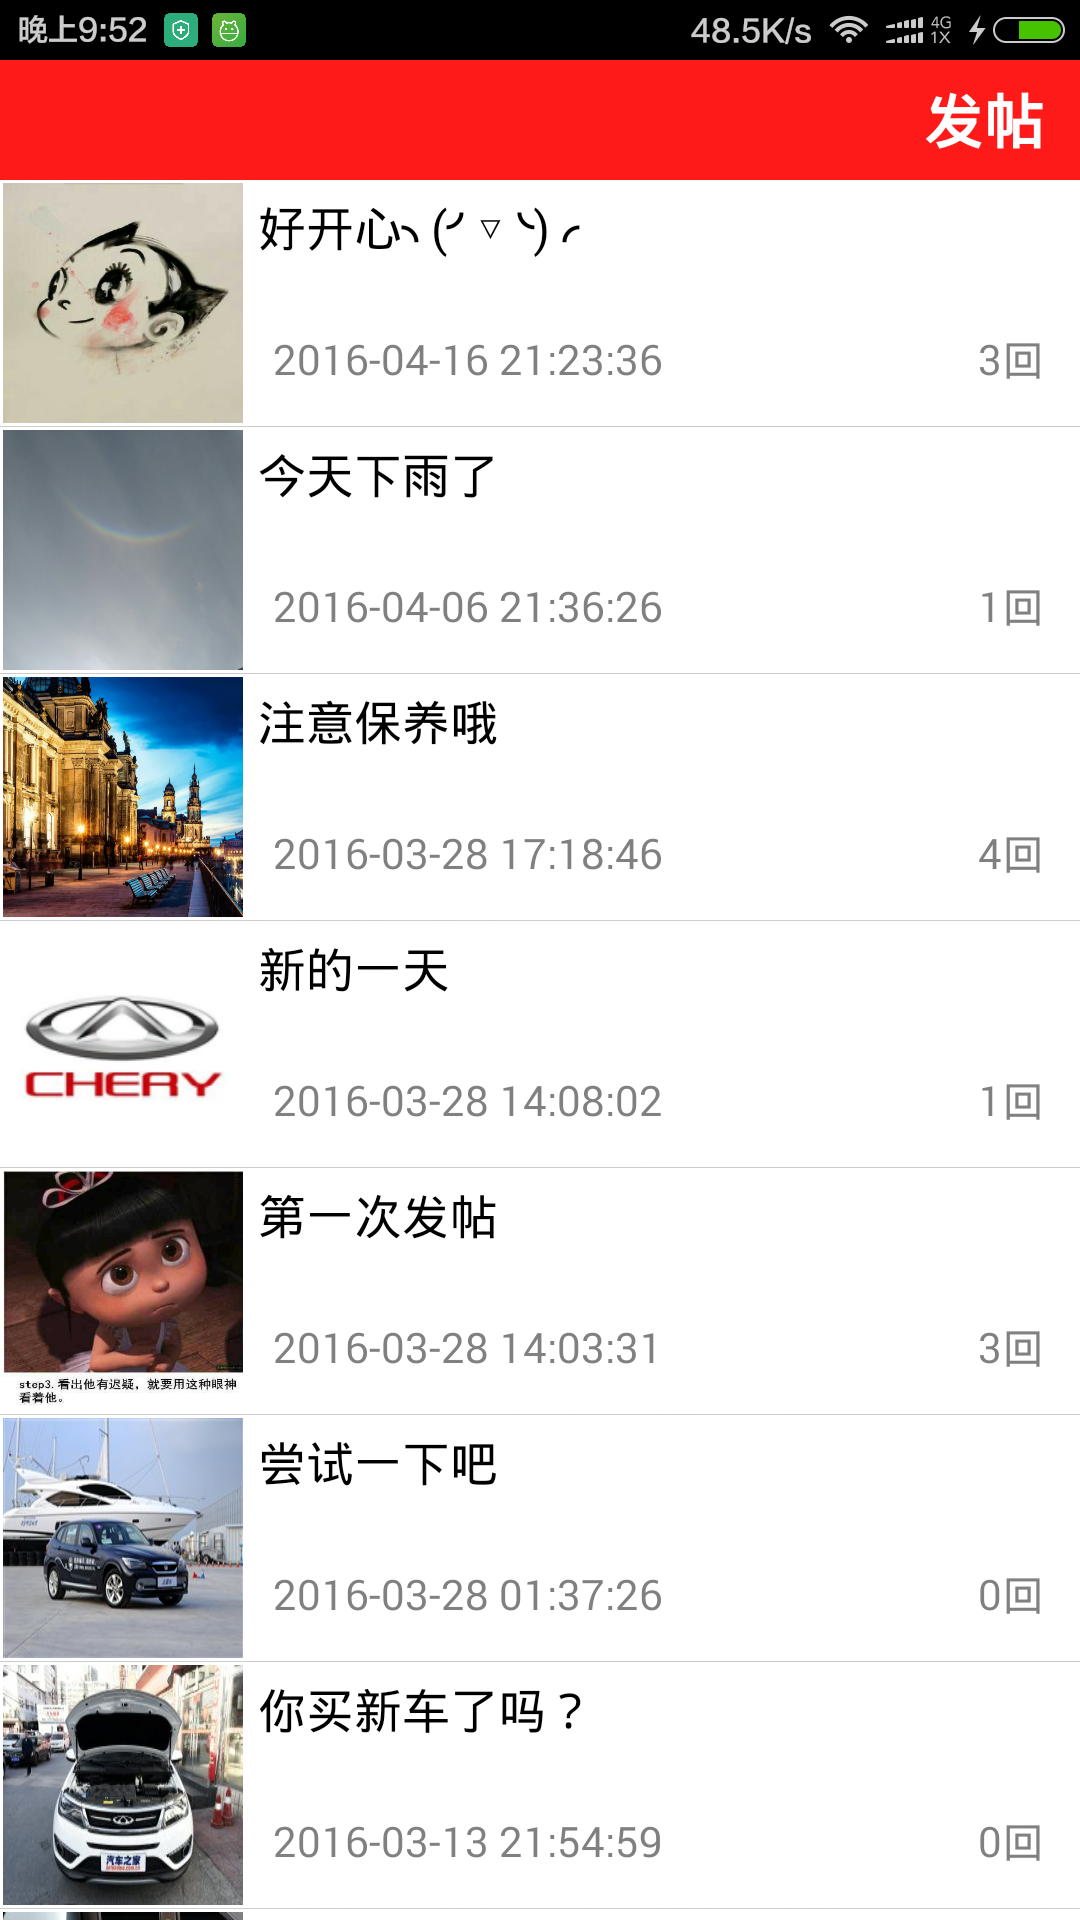 晚上9:52
48.5K/s
4G
1X
发帖
好开心╮(╯▽╰)╭
2016-04-16 21:23:36
3回
今天下雨了
2016-04-06 21:36:26
1回
注意保养哦
2016-03-28 17:18:46
4回
CHERY
新的一天
2016-03-28 14:08:02
1回
第一次发帖
2016-03-28 14:03:31
3回
step3.看出他有迟疑，就要用这种眼神
看着他。
尝试一下吧
2016-03-28 01:37:26
0回
你买新车了吗？
2016-03-13 21:54:59
0回
汽车之家